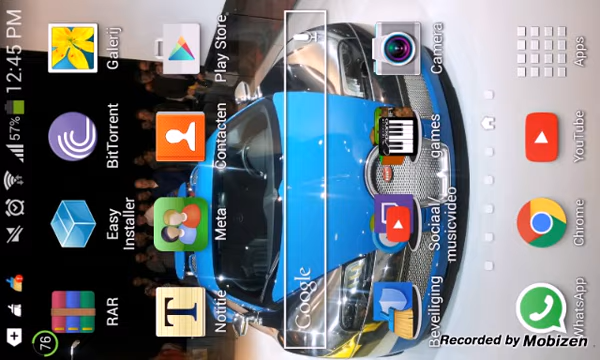 76
57% 12:45 PM
RAR
Easy Installer
BitTorrent
Galerij
Notitie
Meta
Contacten
Play Store
Google
Beveiliging
Sociaal/
musicvideo
games
Camera
WhatsApp
Chrome
YouTube
Apps
Recorded by Mobizen